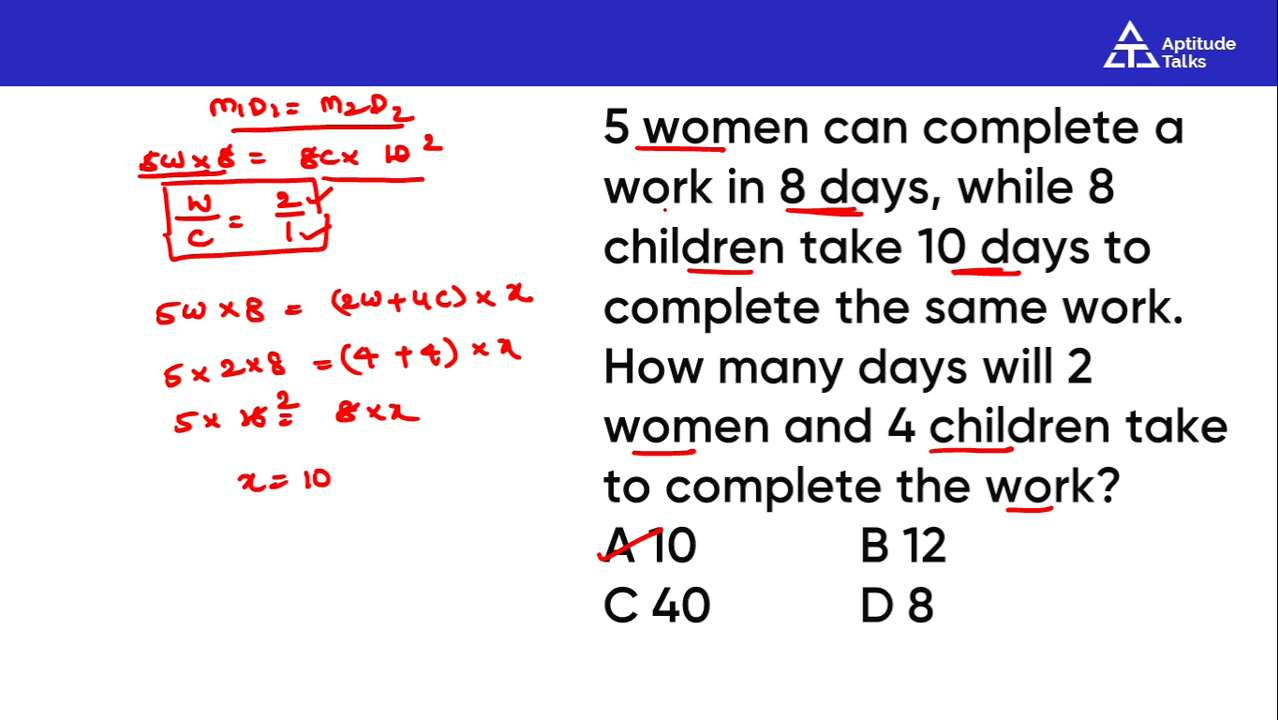 Aptitude
Talks
M1D1 = M2D2
5W × 8 = 8C × 10 2
W/C = 2/1
5W × 8 = (2W + 4C) × x
5 × 2 × 8 = (4 + 4) × x
5 × 16 2 = 8 × x
x = 10
5 women can complete a
work in 8 days, while 8
children take 10 days to
complete the same work.
How many days will 2
women and 4 children take
to complete the work?
A 10 B 12
C 40 D 8